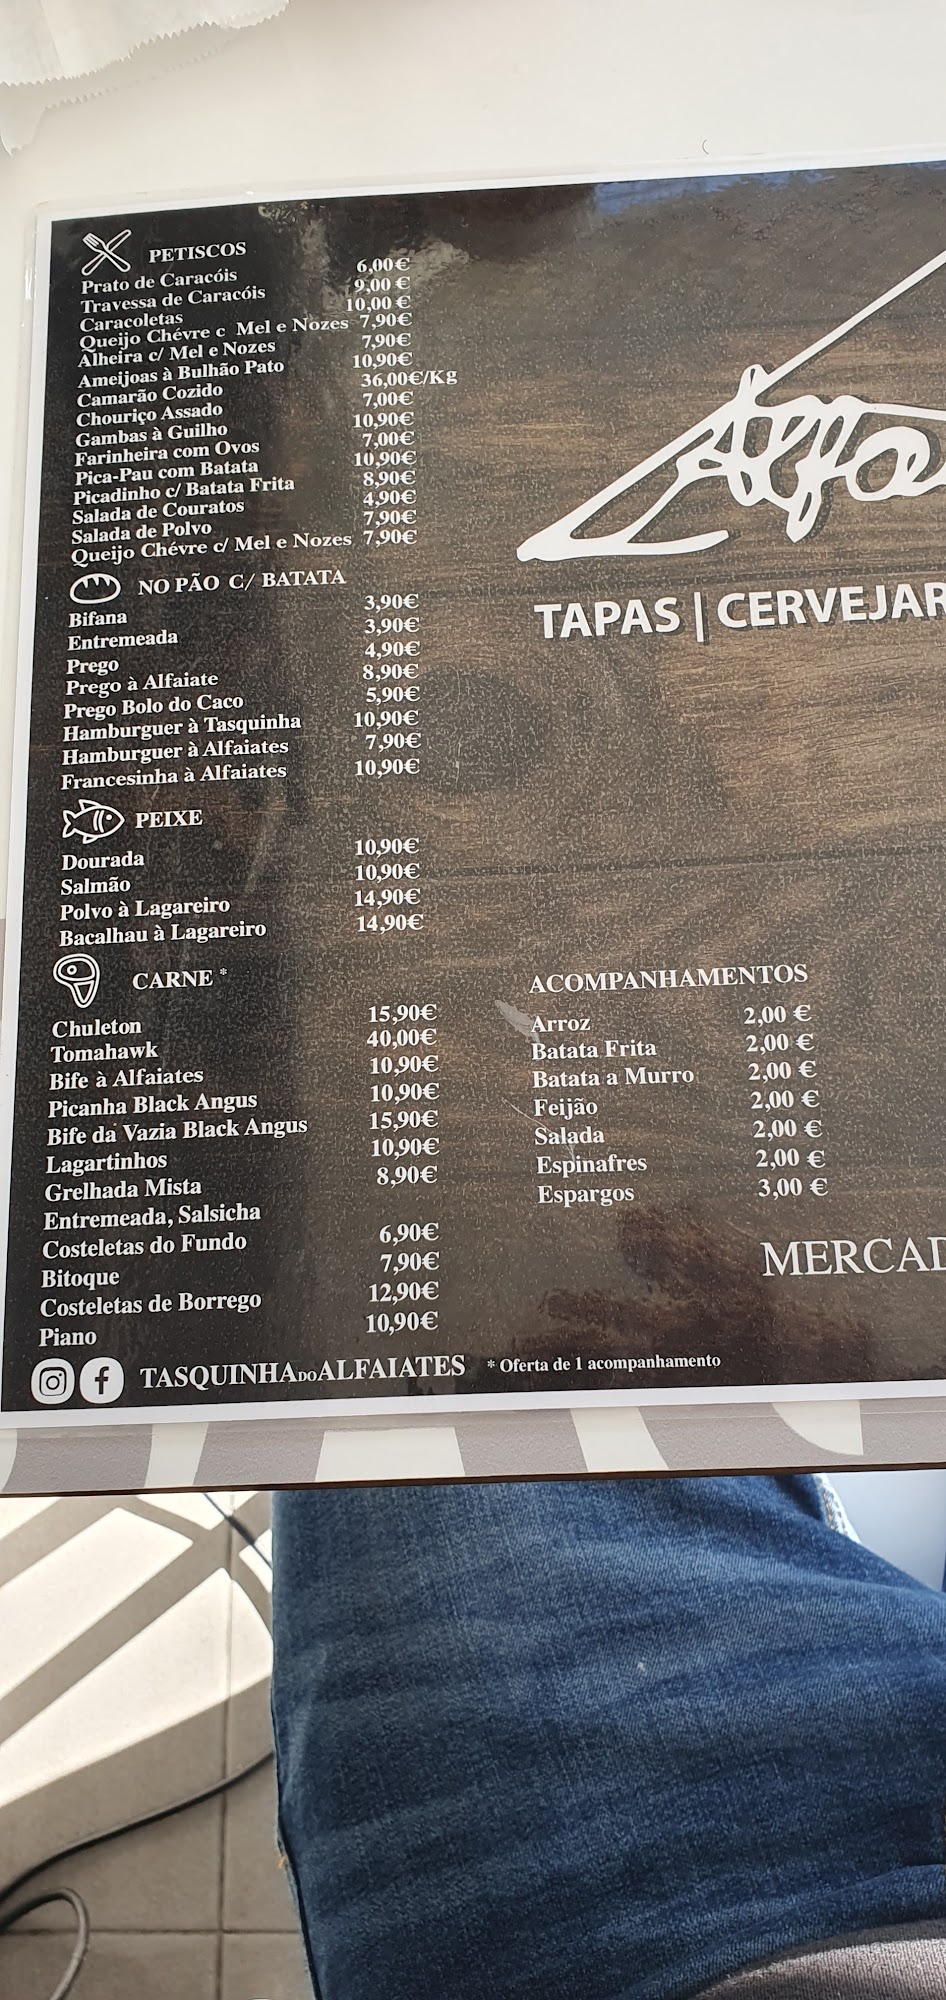 PETISCOS
Prato de Caracóis 6,00€
Travessa de Caracóis 9,00 €
Caracoletas 10,00 €
Queijo Chévre c Mel e Nozes 7,90€
Alheira c/ Mel e Nozes 7,90€
Ameijoas à Bulhão Pato 10,90€
Camarão Cozido 36,00€/Kg
Chouriço Assado 7,00€
Gambas à Guilho 10,90€
Farinheira com Ovos 7,00€
Pica-Pau com Batata 10,90€
Picadinho c/ Batata Frita 8,90€
Salada de Couratos 4,90€
Salada de Polvo 7,90€
Queijo Chévre c/ Mel e Nozes 7,90€
NO PÃO C/ BATATA
Bifana 3,90€
Entremeada 3,90€
Prego 4,90€
Prego à Alfaiate 8,90€
Prego Bolo do Caco 5,90€
Hamburguer à Tasquinha 10,90€
Hamburguer à Alfaiates 7,90€
Francesinha à Alfaiates 10,90€
PEIXE
Dourada 10,90€
Salmão 10,90€
Polvo à Lagareiro 14,90€
Bacalhau à Lagareiro 14,90€
CARNE *
Chuleton 15,90€
Tomahawk 40,00€
Bife à Alfaiates 10,90€
Picanha Black Angus 10,90€
Bife da Vazia Black Angus 15,90€
Lagartinhos 10,90€
Grelhada Mista 8,90€
Entremeada, Salsicha
Costeletas do Fundo 6,90€
Bitoque 7,90€
Costeletas de Borrego 12,90€
Piano 10,90€
TASQUINHA DO ALFAIATES
* Oferta de 1 acompanhamento
Alfa
TAPAS | CERVEJAR
ACOMPANHAMENTOS
Arroz 2,00 €
Batata Frita 2,00 €
Batata a Murro 2,00 €
Feijão 2,00 €
Salada 2,00 €
Espinafres 2,00 €
Espargos 3,00 €
MERCAD